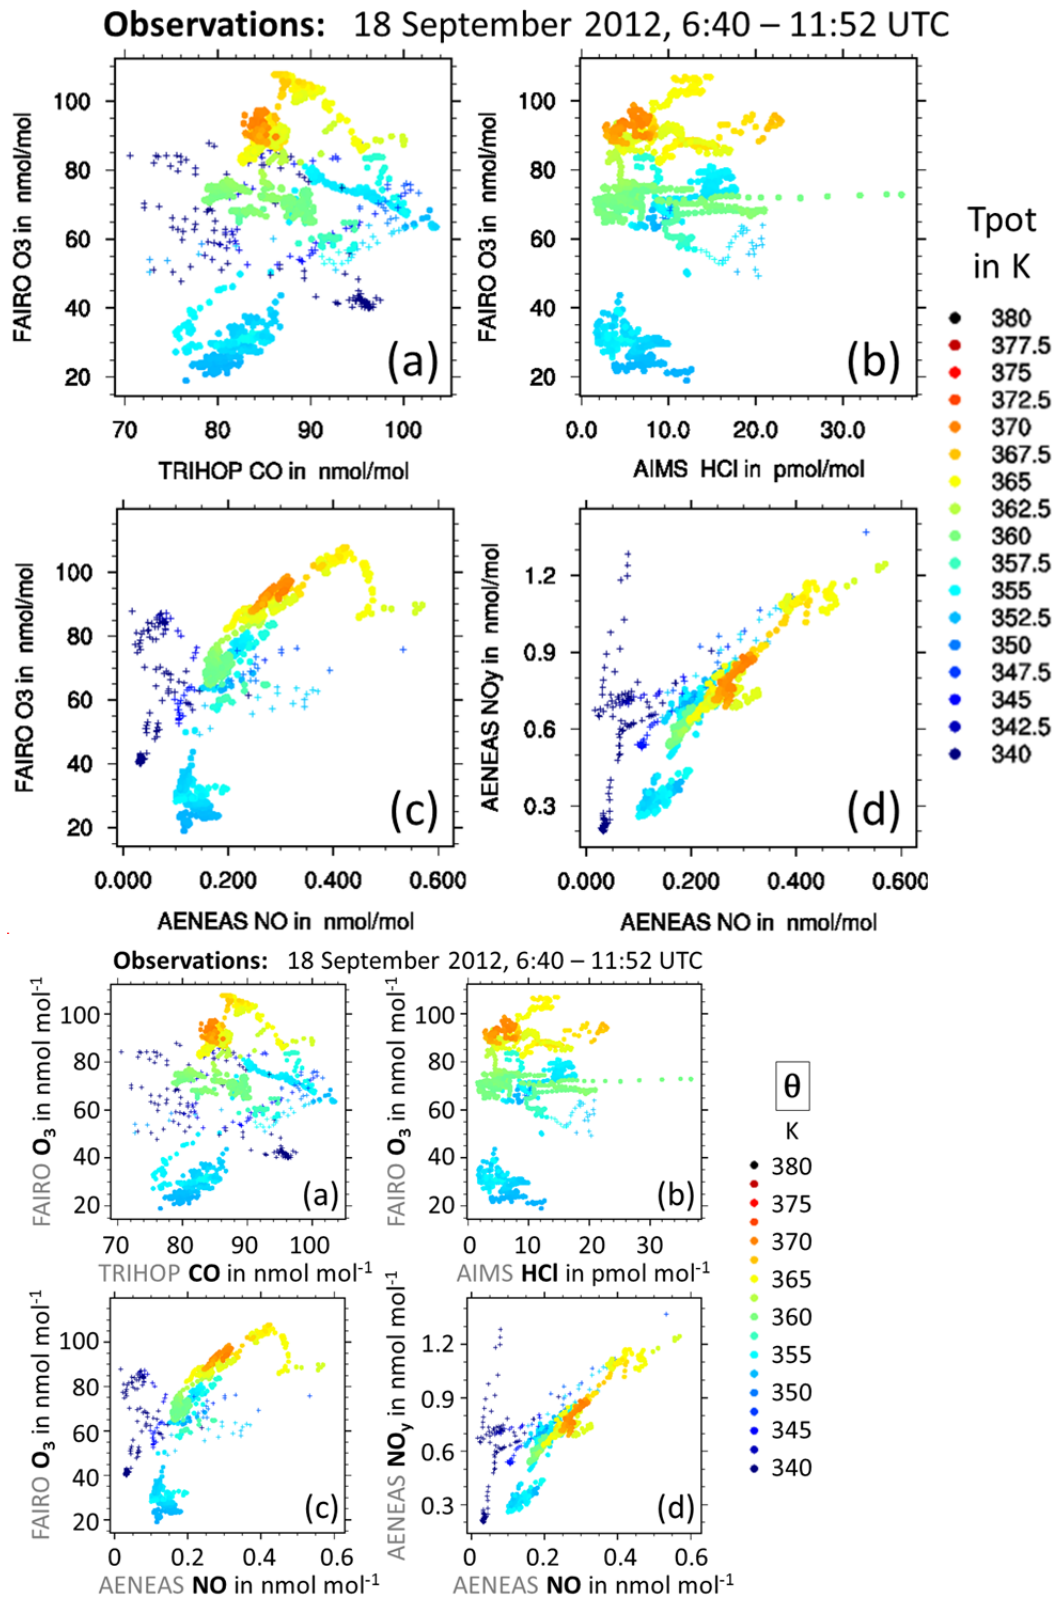 Observations: 18 September 2012, 6:40 – 11:52 UTC
FAIRO O3 in nmol/mol
100
80
60
40
20
(a)
70 80 90 100
TRIHOP CO in nmol/mol
FAIRO O3 in nmol/mol
100
80
60
40
20
(b)
0.0 10.0 20.0 30.0
AIMS HCl in pmol/mol
Tpot
in K
380
377.5
375
372.5
370
367.5
365
362.5
360
357.5
355
352.5
350
347.5
345
342.5
340
FAIRO O3 in nmol/mol
100
80
60
40
20
(c)
0.000 0.200 0.400 0.600
AENEAS NO in nmol/mol
AENEAS NOy in nmol/mol
1.2
0.9
0.6
0.3
(d)
0.000 0.200 0.400 0.600
AENEAS NO in nmol/mol
Observations: 18 September 2012, 6:40 – 11:52 UTC
FAIRO O₃ in nmol mol⁻¹
100
80
60
40
20
(a)
70 80 90 100
TRIHOP CO in nmol mol⁻¹
FAIRO O₃ in nmol mol⁻¹
100
80
60
40
20
(b)
0 10 20 30
AIMS HCl in pmol mol⁻¹
θ
K
380
375
370
365
360
355
350
345
340
FAIRO O₃ in nmol mol⁻¹
100
80
60
40
20
(c)
0 0.2 0.4 0.6
AENEAS NO in nmol mol⁻¹
AENEAS NOy in nmol mol⁻¹
1.2
0.9
0.6
0.3
(d)
0 0.2 0.4 0.6
AENEAS NO in nmol mol⁻¹